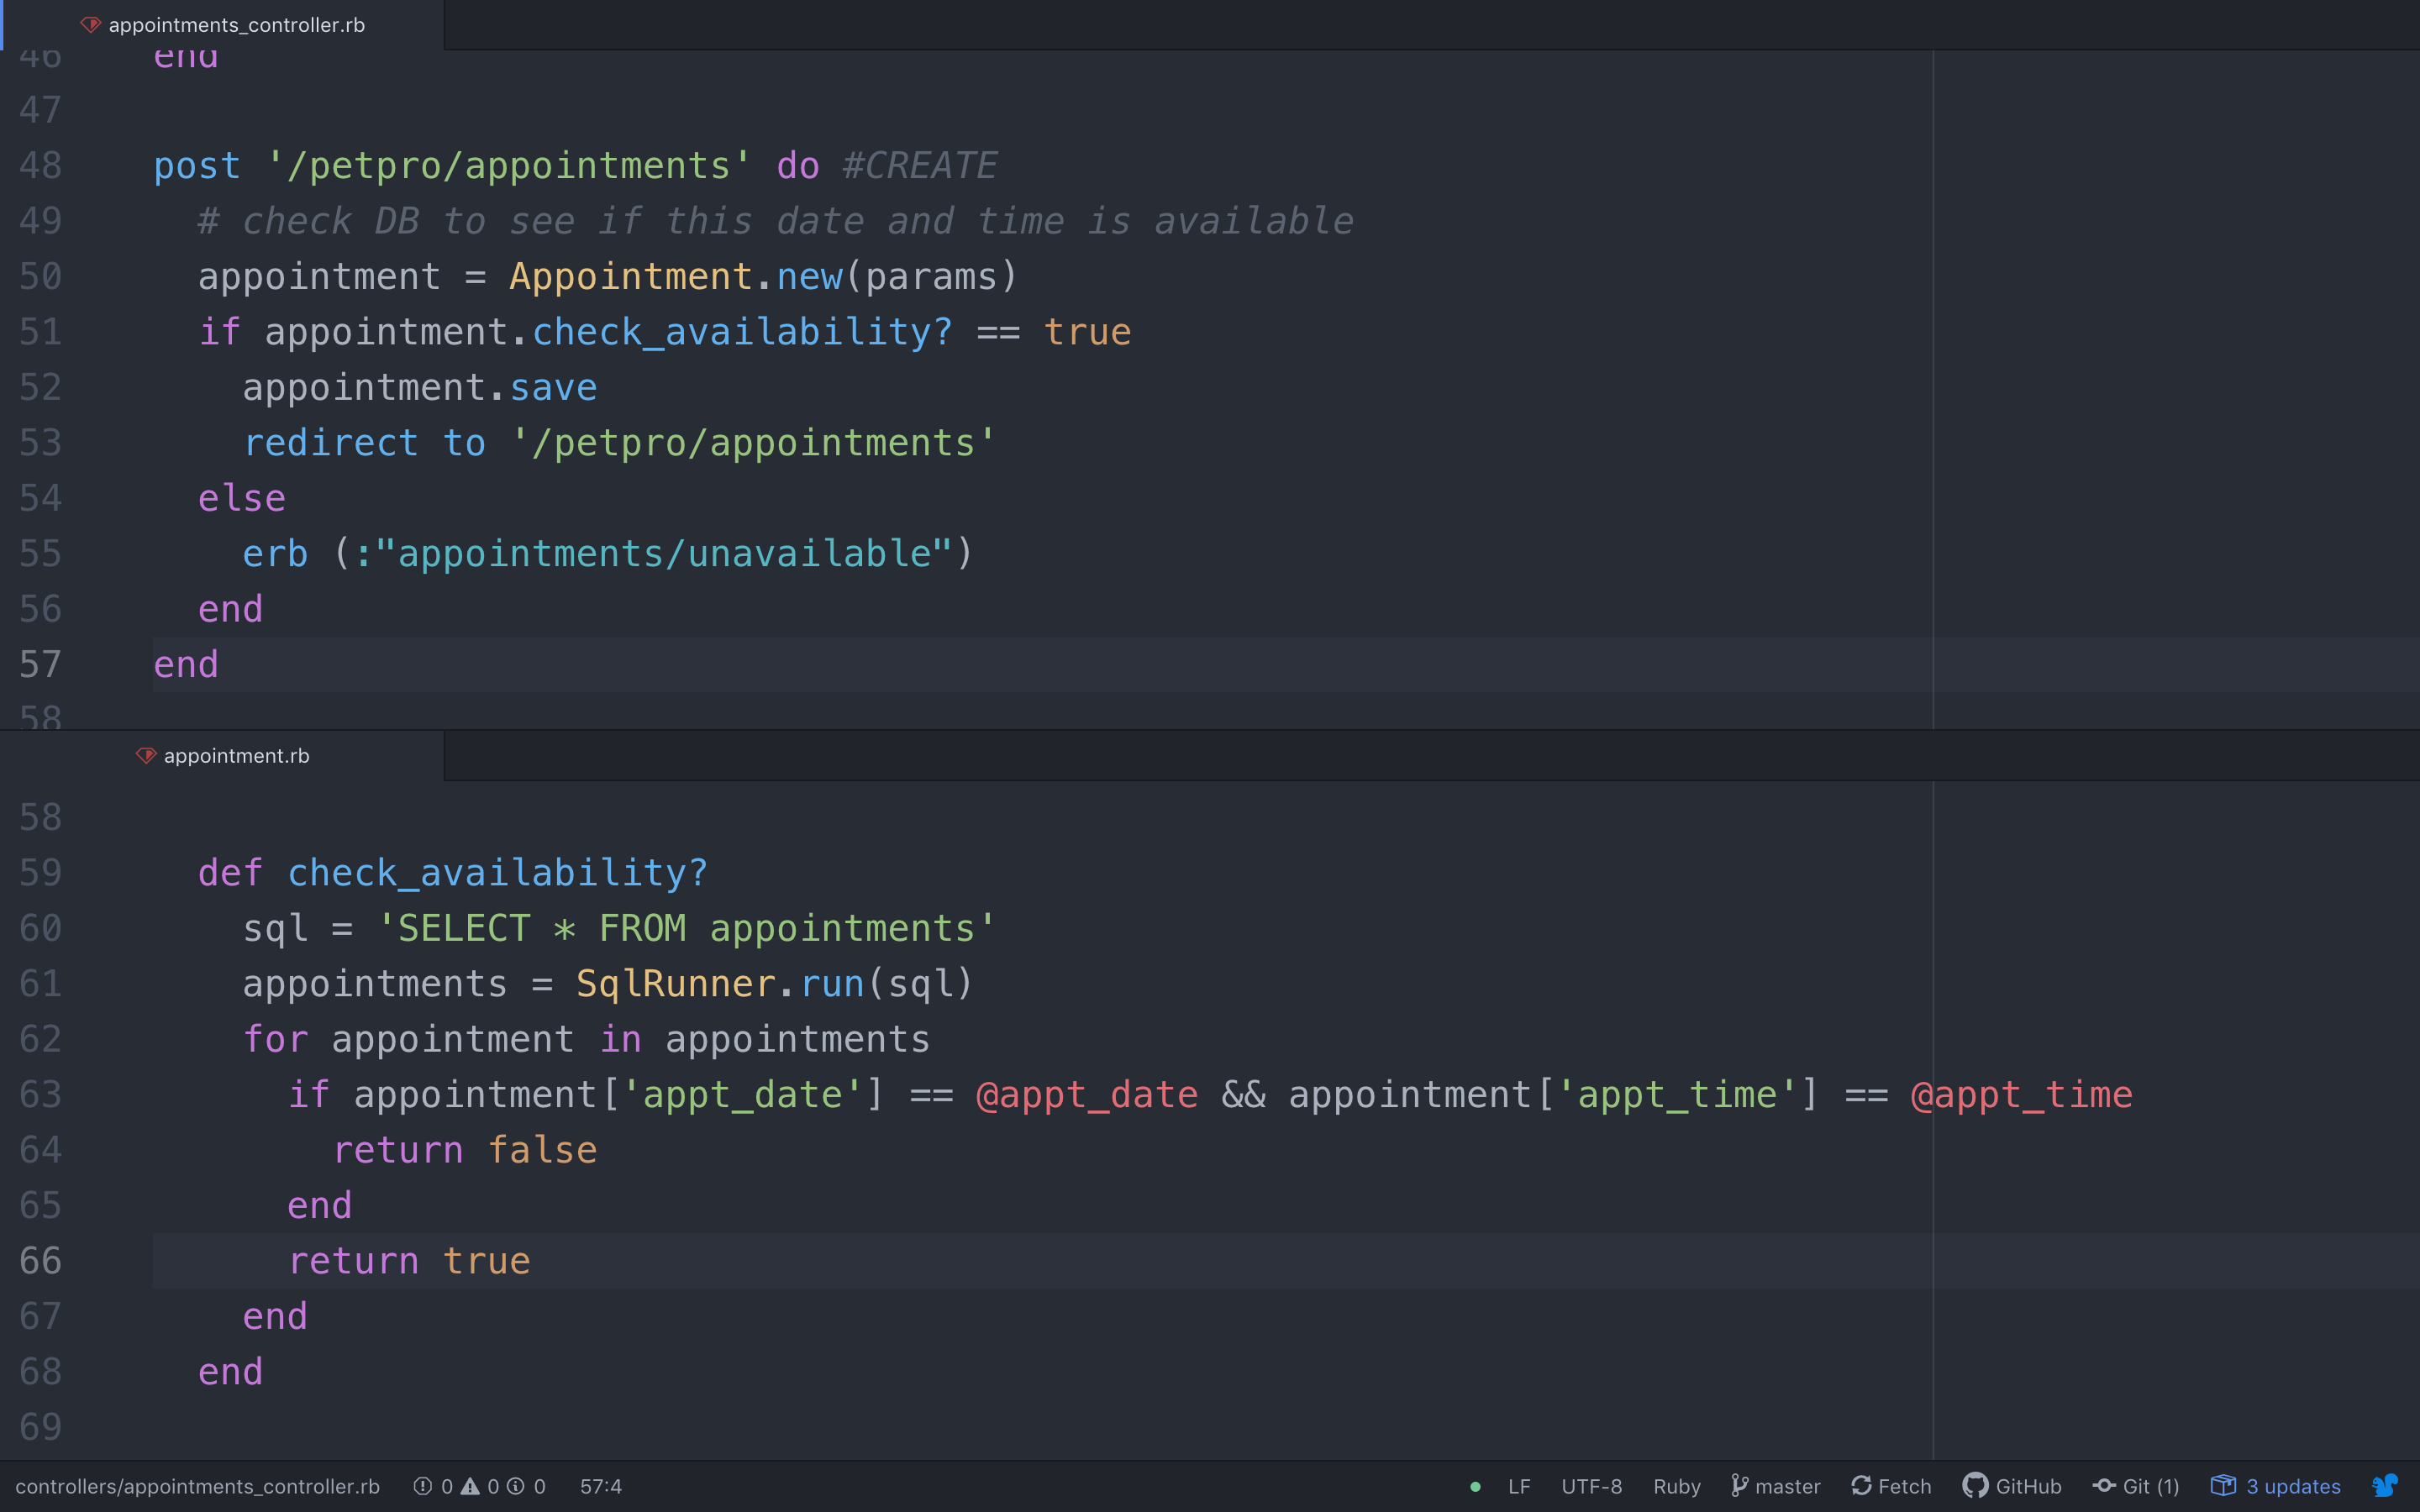 appointments_controller.rb
46 end
47
48 post '/petpro/appointments' do #CREATE
49 # check DB to see if this date and time is available
50 appointment = Appointment.new(params)
51 if appointment.check_availability? == true
52 appointment.save
53 redirect to '/petpro/appointments'
54 else
55 erb (:"appointments/unavailable")
56 end
57 end
58
appointment.rb
58
59 def check_availability?
60 sql = 'SELECT * FROM appointments'
61 appointments = SqlRunner.run(sql)
62 for appointment in appointments
63 if appointment['appt_date'] == @appt_date && appointment['appt_time'] == @appt_time
64 return false
65 end
66 return true
67 end
68 end
69
controllers/appointments_controller.rb 0 0 0 57:4 LF UTF-8 Ruby master Fetch GitHub Git (1) 3 updates